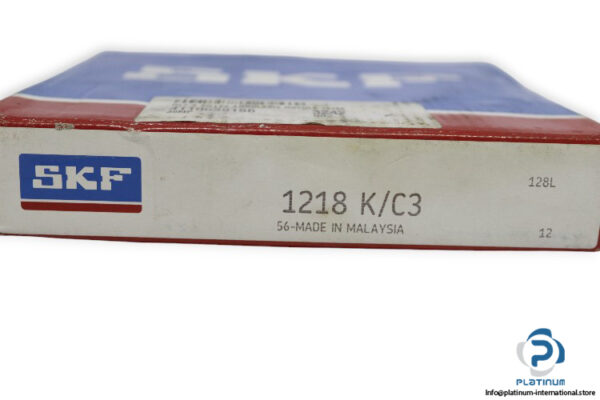 SKF
SKF
1218 K/C3
56-MADE IN MALAYSIA
128L
12
PLATINUM
Info@platinum-international.store